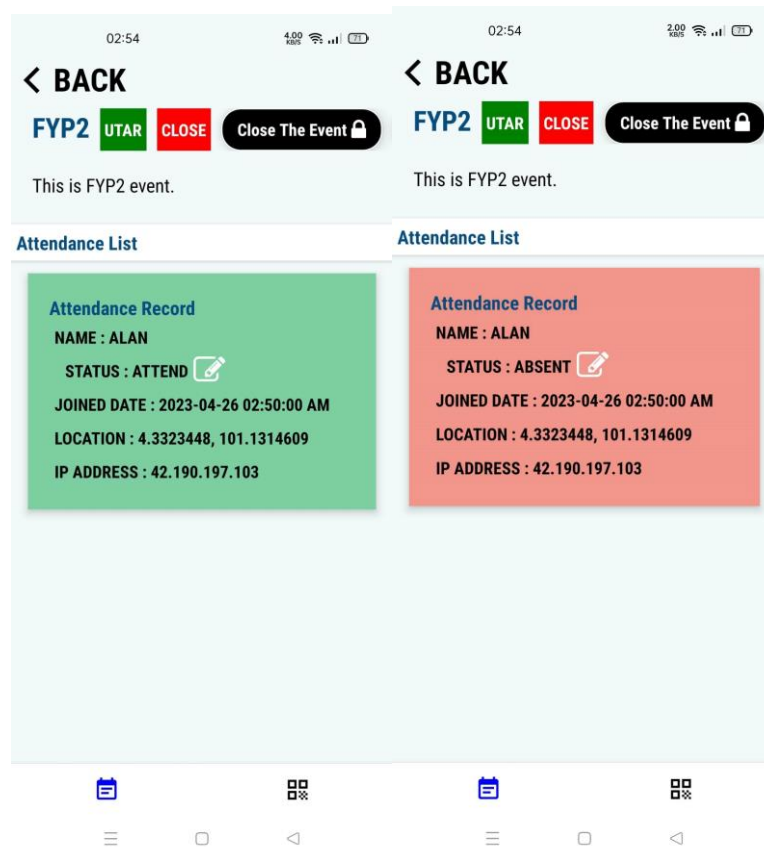 02:54 4.00 KB/S 71
BACK
FYP2 UTAR CLOSE Close The Event
This is FYP2 event.
Attendance List
Attendance Record
NAME : ALAN
STATUS : ATTEND
JOINED DATE : 2023-04-26 02:50:00 AM
LOCATION : 4.3323448, 101.1314609
IP ADDRESS : 42.190.197.103
02:54 2.00 KB/S 71
BACK
FYP2 UTAR CLOSE Close The Event
This is FYP2 event.
Attendance List
Attendance Record
NAME : ALAN
STATUS : ABSENT
JOINED DATE : 2023-04-26 02:50:00 AM
LOCATION : 4.3323448, 101.1314609
IP ADDRESS : 42.190.197.103